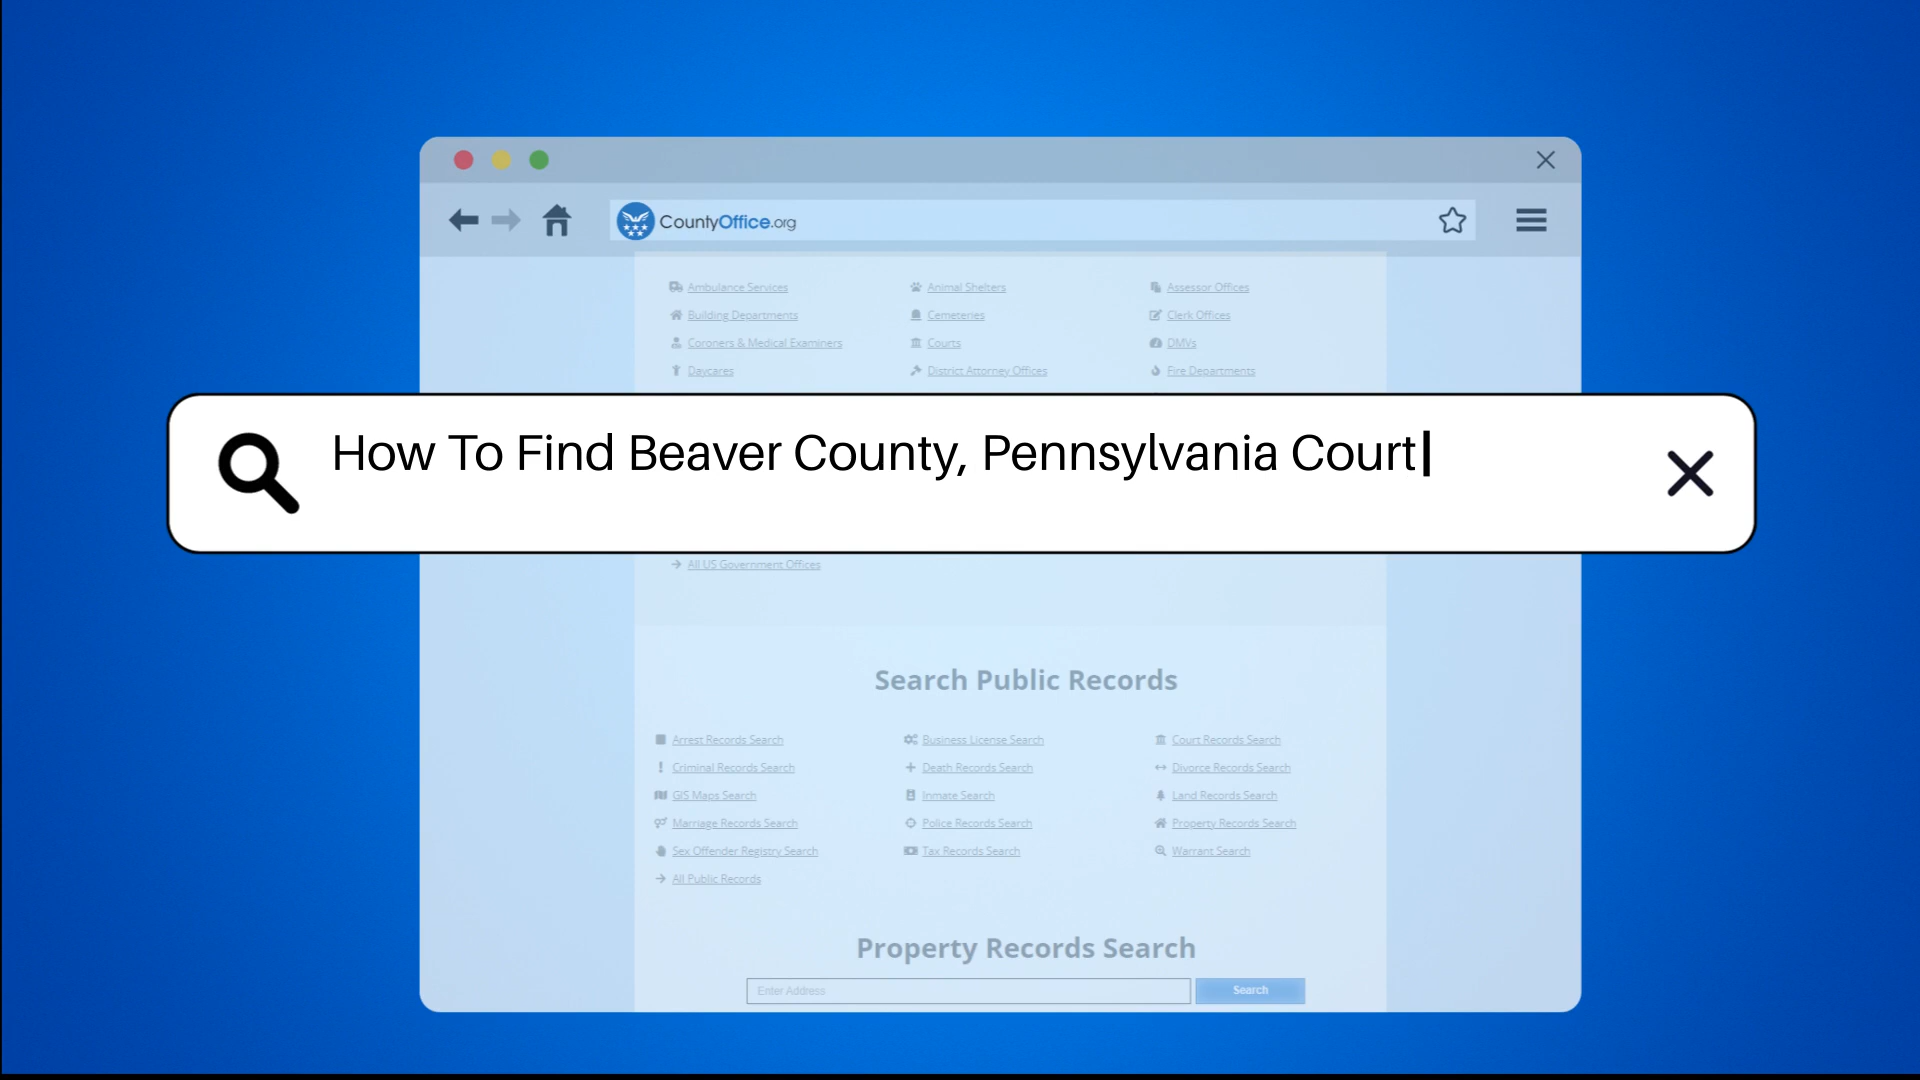 CountyOffice.org
Ambulance Services Animal Shelters Assessor Offices
Building Departments Cemeteries Clerk Offices
Coroners & Medical Examiners Courts DMVs
Daycares District Attorney Offices Fire Departments
How To Find Beaver County, Pennsylvania Court
All US Government Offices
Search Public Records
Arrest Records Search Business License Search Court Records Search
Criminal Records Search Death Records Search Divorce Records Search
GIS Maps Search Inmate Search Land Records Search
Marriage Records Search Police Records Search Property Records Search
Sex Offender Registry Search Tax Records Search Warrant Search
All Public Records
Property Records Search
Enter Address Search